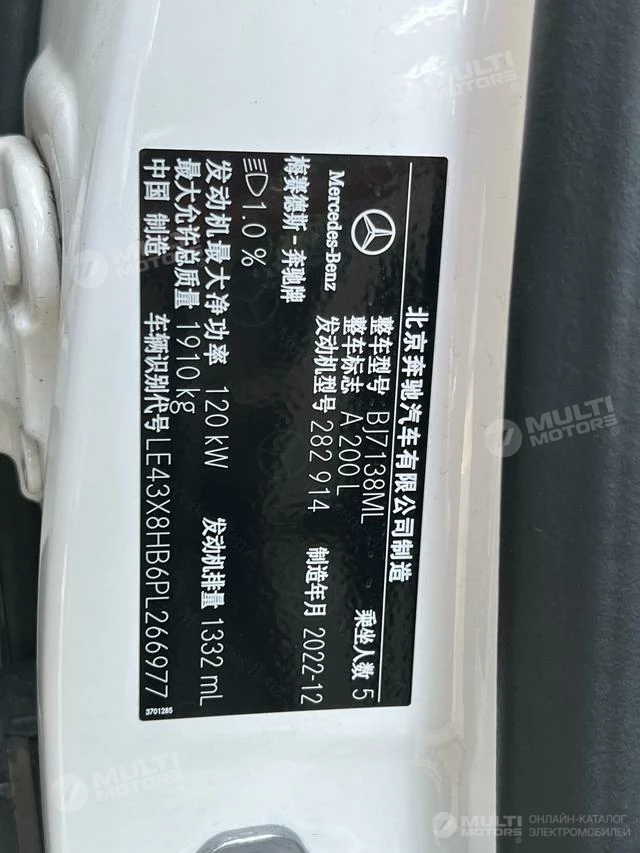 北京奔驰汽车有限公司制造
Mercedes-Benz
梅赛德斯-奔驰牌
整车型号 BJ7138ML 乘坐人数 5
整车标志 A 200 L
发动机型号 282 914 制造年月 2022-12
1.0 %
发动机最大净功率 120 kW 发动机排量 1332 mL
最大允许总质量 1910 kg
中国 制造 车辆识别代号 LE43X8HB6PL266977
3701285
MULTI
MOTORS
MULTI
MOTORS
MULTI
MOTORS
MULTI
MOTORS
MULTI
MOTORS
ОНЛАЙН-КАТАЛОГ
ЭЛЕКТРОМОБИЛЕЙ